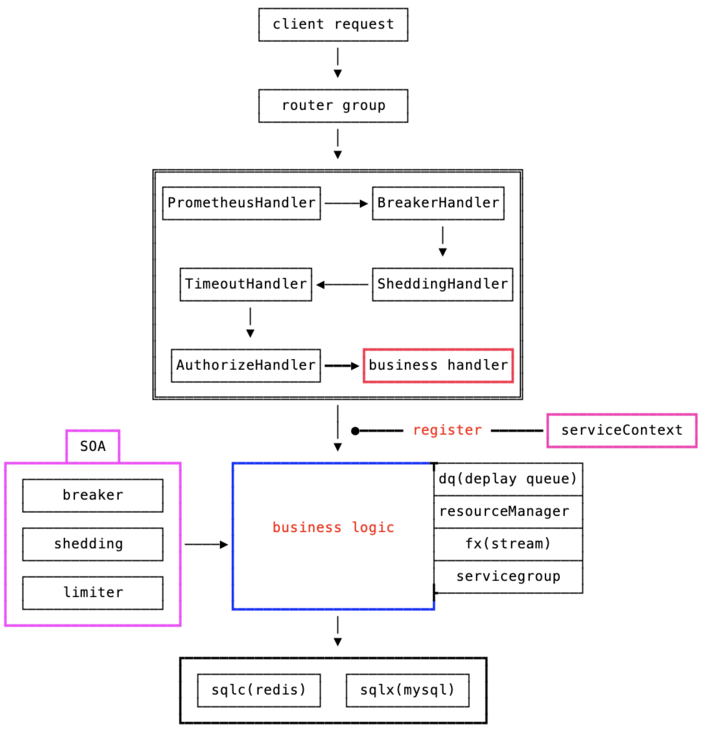 client request
router group
PrometheusHandler
BreakerHandler
TimeoutHandler
SheddingHandler
AuthorizeHandler
business handler
register
serviceContext
SOA
breaker
shedding
limiter
business logic
dq(deplay queue)
resourceManager
fx(stream)
servicegroup
sqlc(redis)
sqlx(mysql)